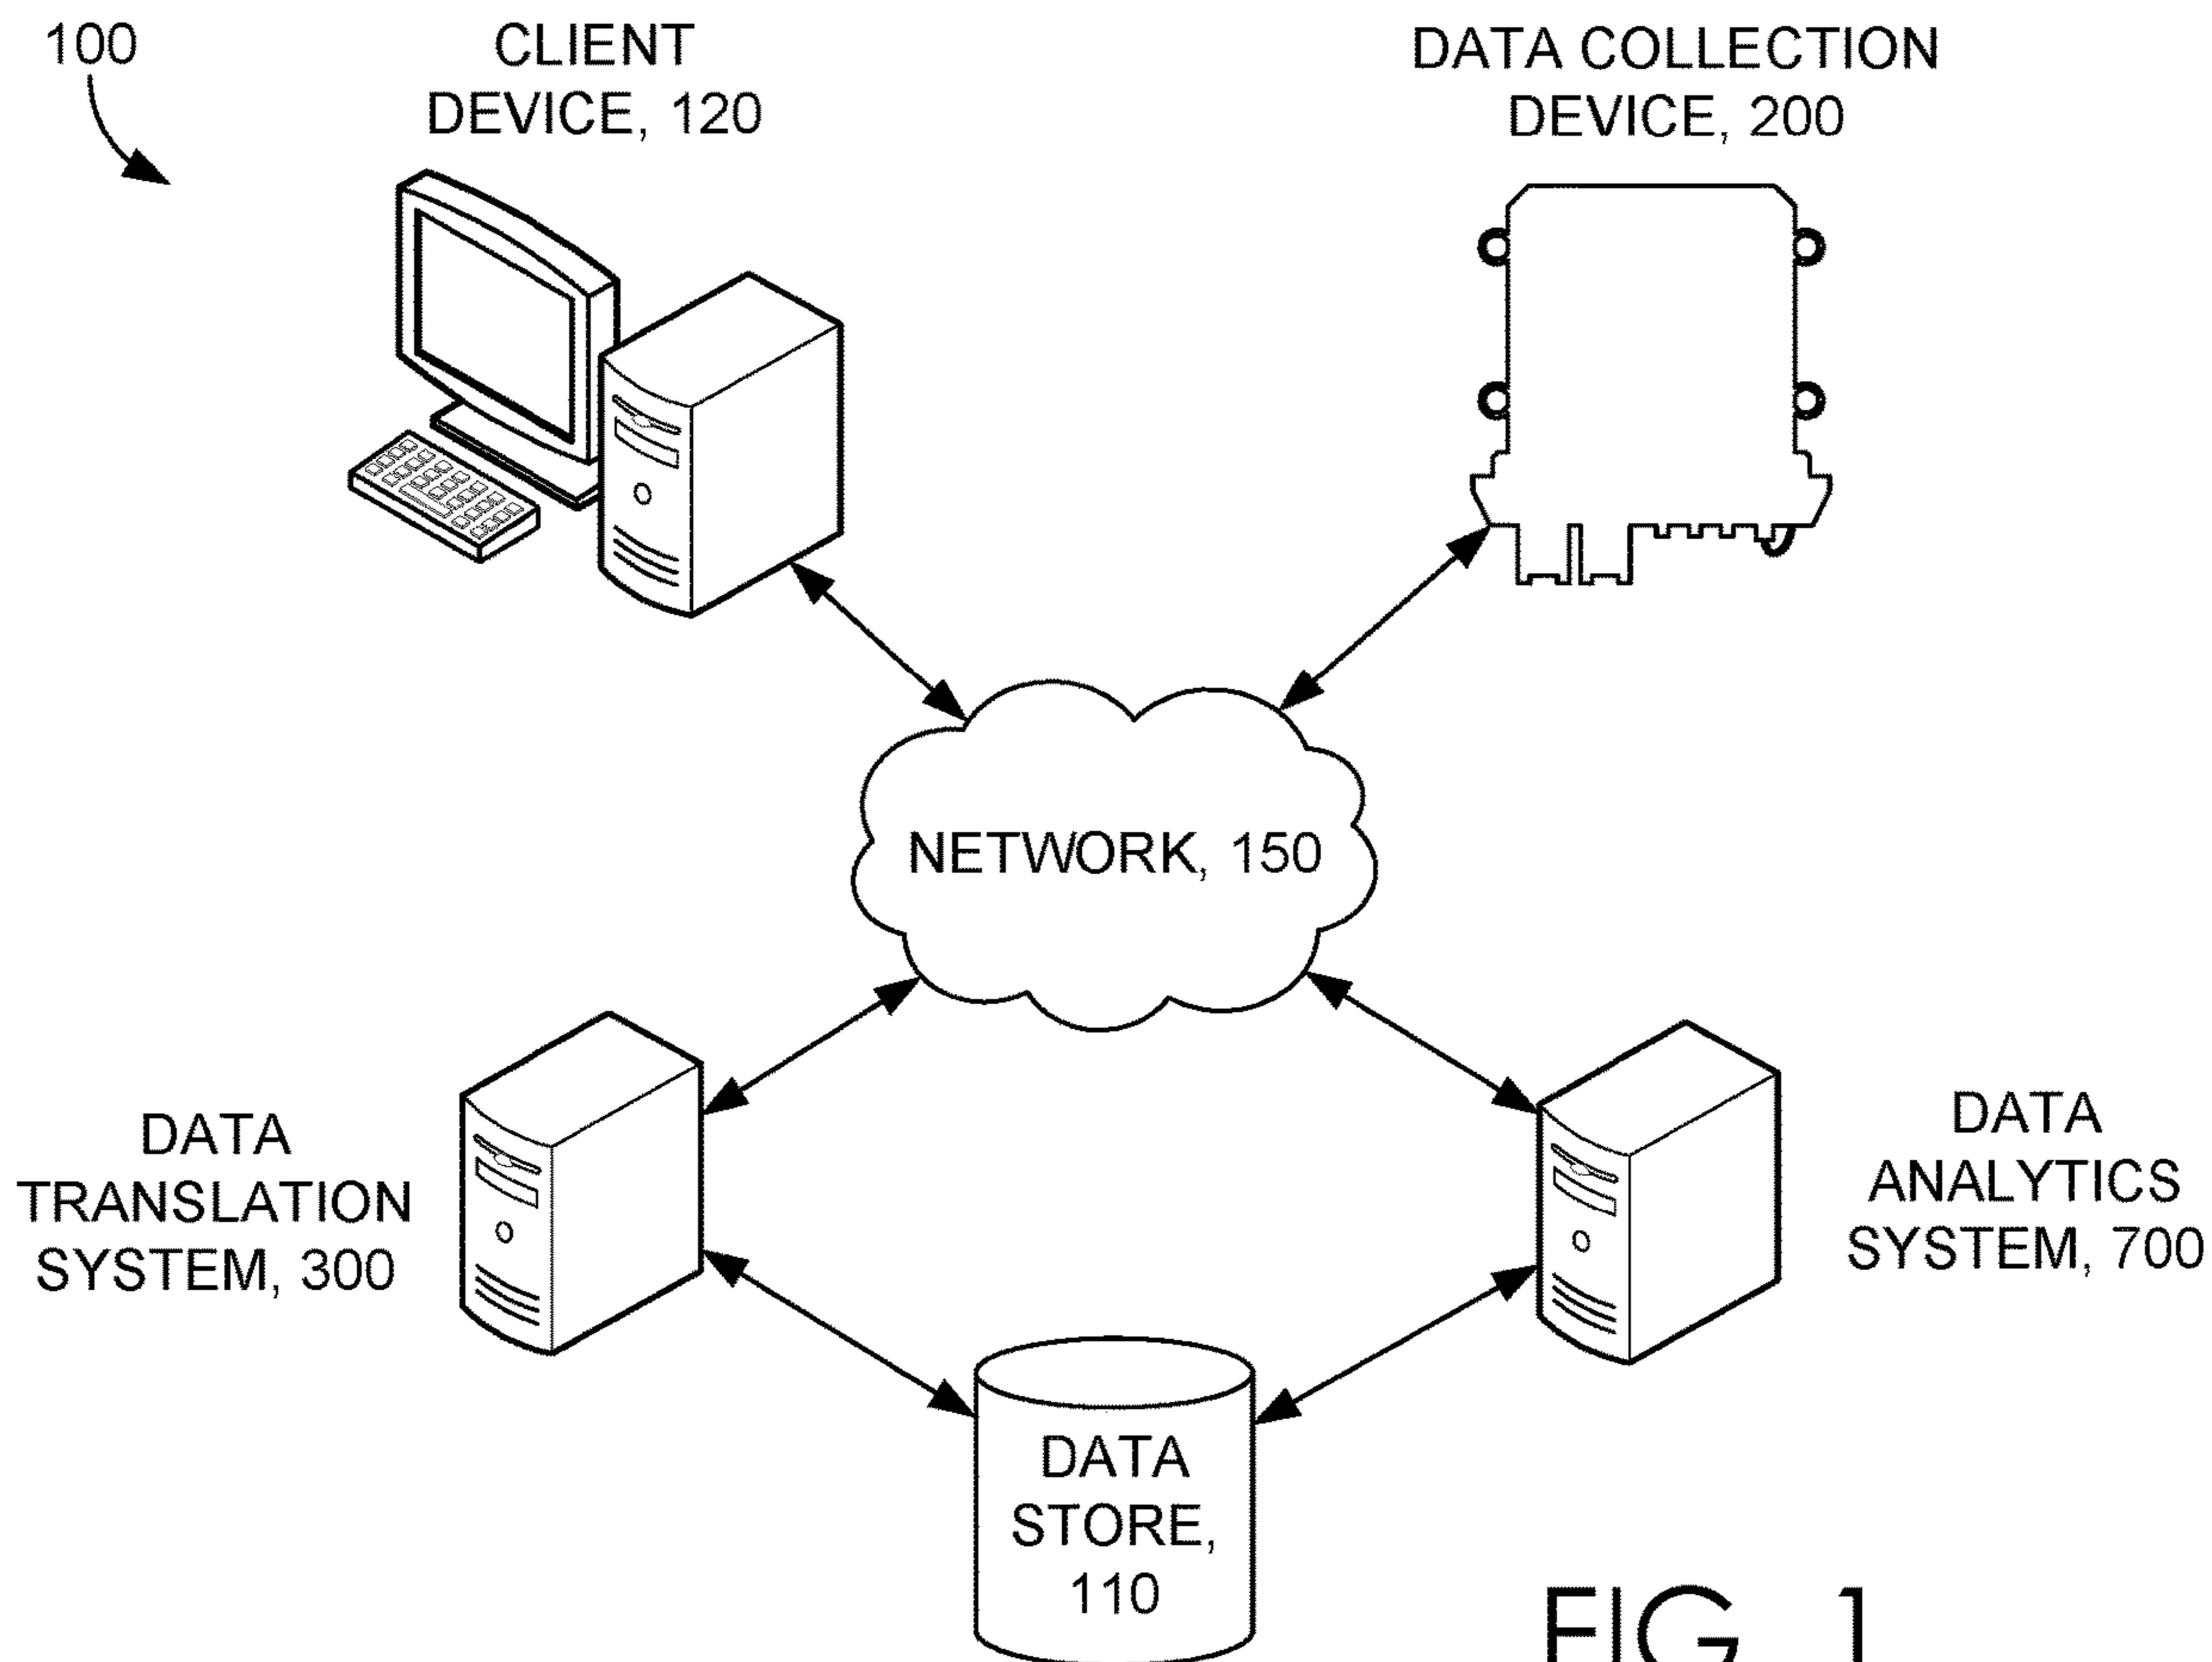 100
CLIENT
DEVICE, 120
DATA COLLECTION
DEVICE, 200
NETWORK, 150
DATA
TRANSLATION
SYSTEM, 300
DATA
ANALYTICS
SYSTEM, 700
DATA
STORE,
110
FIG. 1